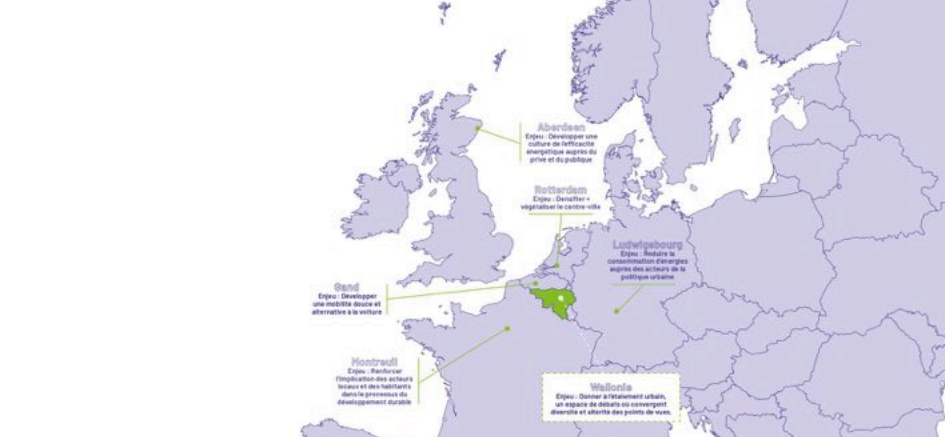 Aberdeen
Enjeu : Développer une
culture de l'efficacité
énergétique auprès du
privé et du publique
Rotterdam
Enjeu : Densifier +
végétaliser le centre-ville
Ludwigsbourg
Enjeu : Réduire la
consommation d'énergies
auprès des acteurs de la
politique urbaine
Gand
Enjeu : Développer
une mobilité douce et
alternative à la voiture
Montreuil
Enjeu : Renforcer
l'implication des acteurs
locaux et des habitants
dans le processus du
développement durable
Wallonie
Enjeu : Donner à l'étalement urbain,
un espace de débats où convergent
diversité et altérité des points de vues.